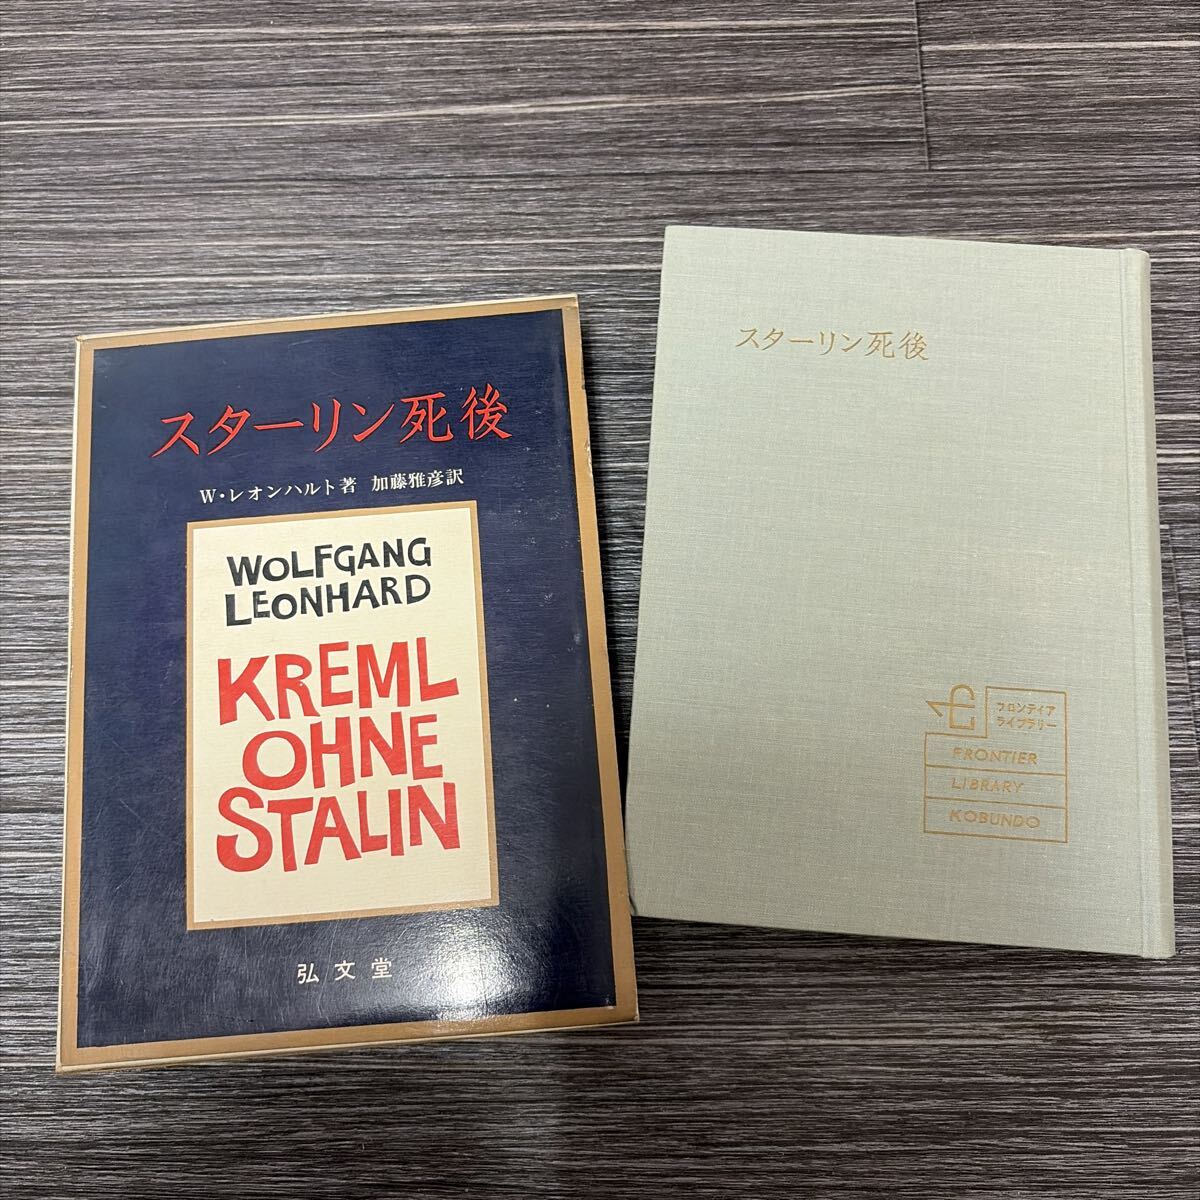 スターリン死後
W・レオンハルト著 加藤雅彦訳
WOLFGANG
LEONHARD
KREML
OHNE
STALIN
弘文堂
スターリン死後
フロンティア
ライブラリー
FRONTIER
LIBRARY
KOBUNDO